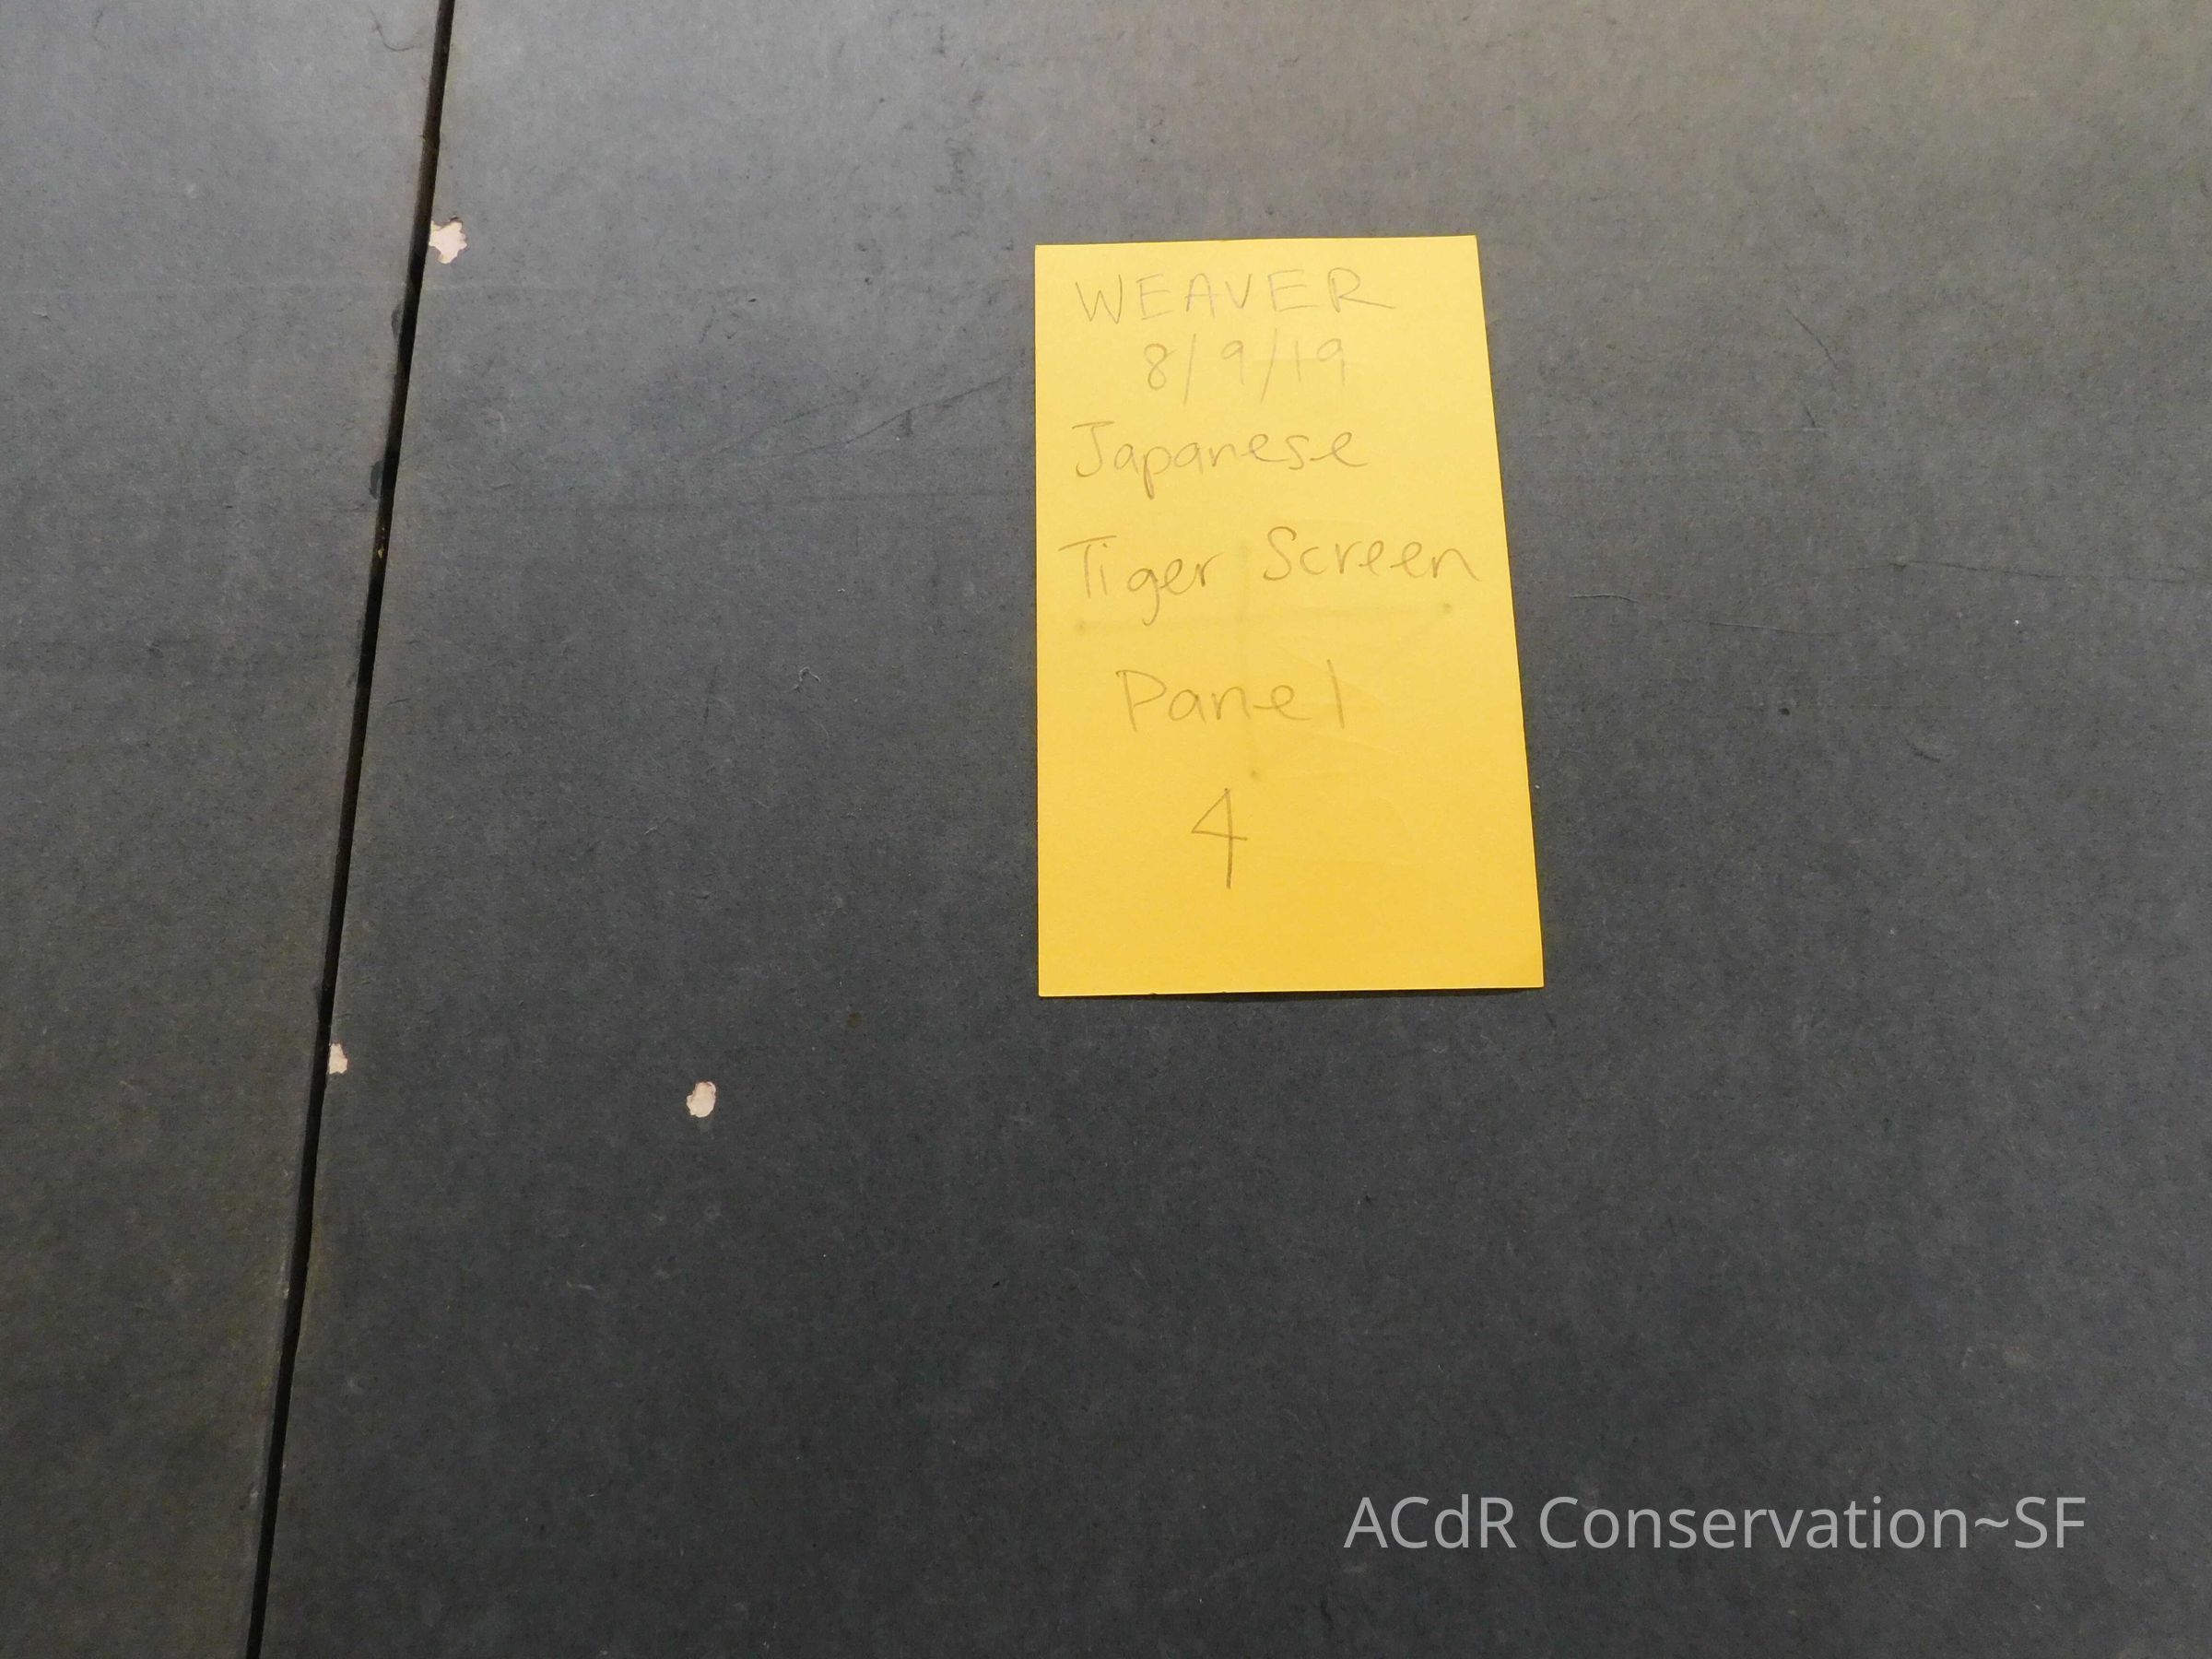 WEAVER
8/9/19
Japanese
Tiger Screen
Panel
4
ACdR Conservation~SF